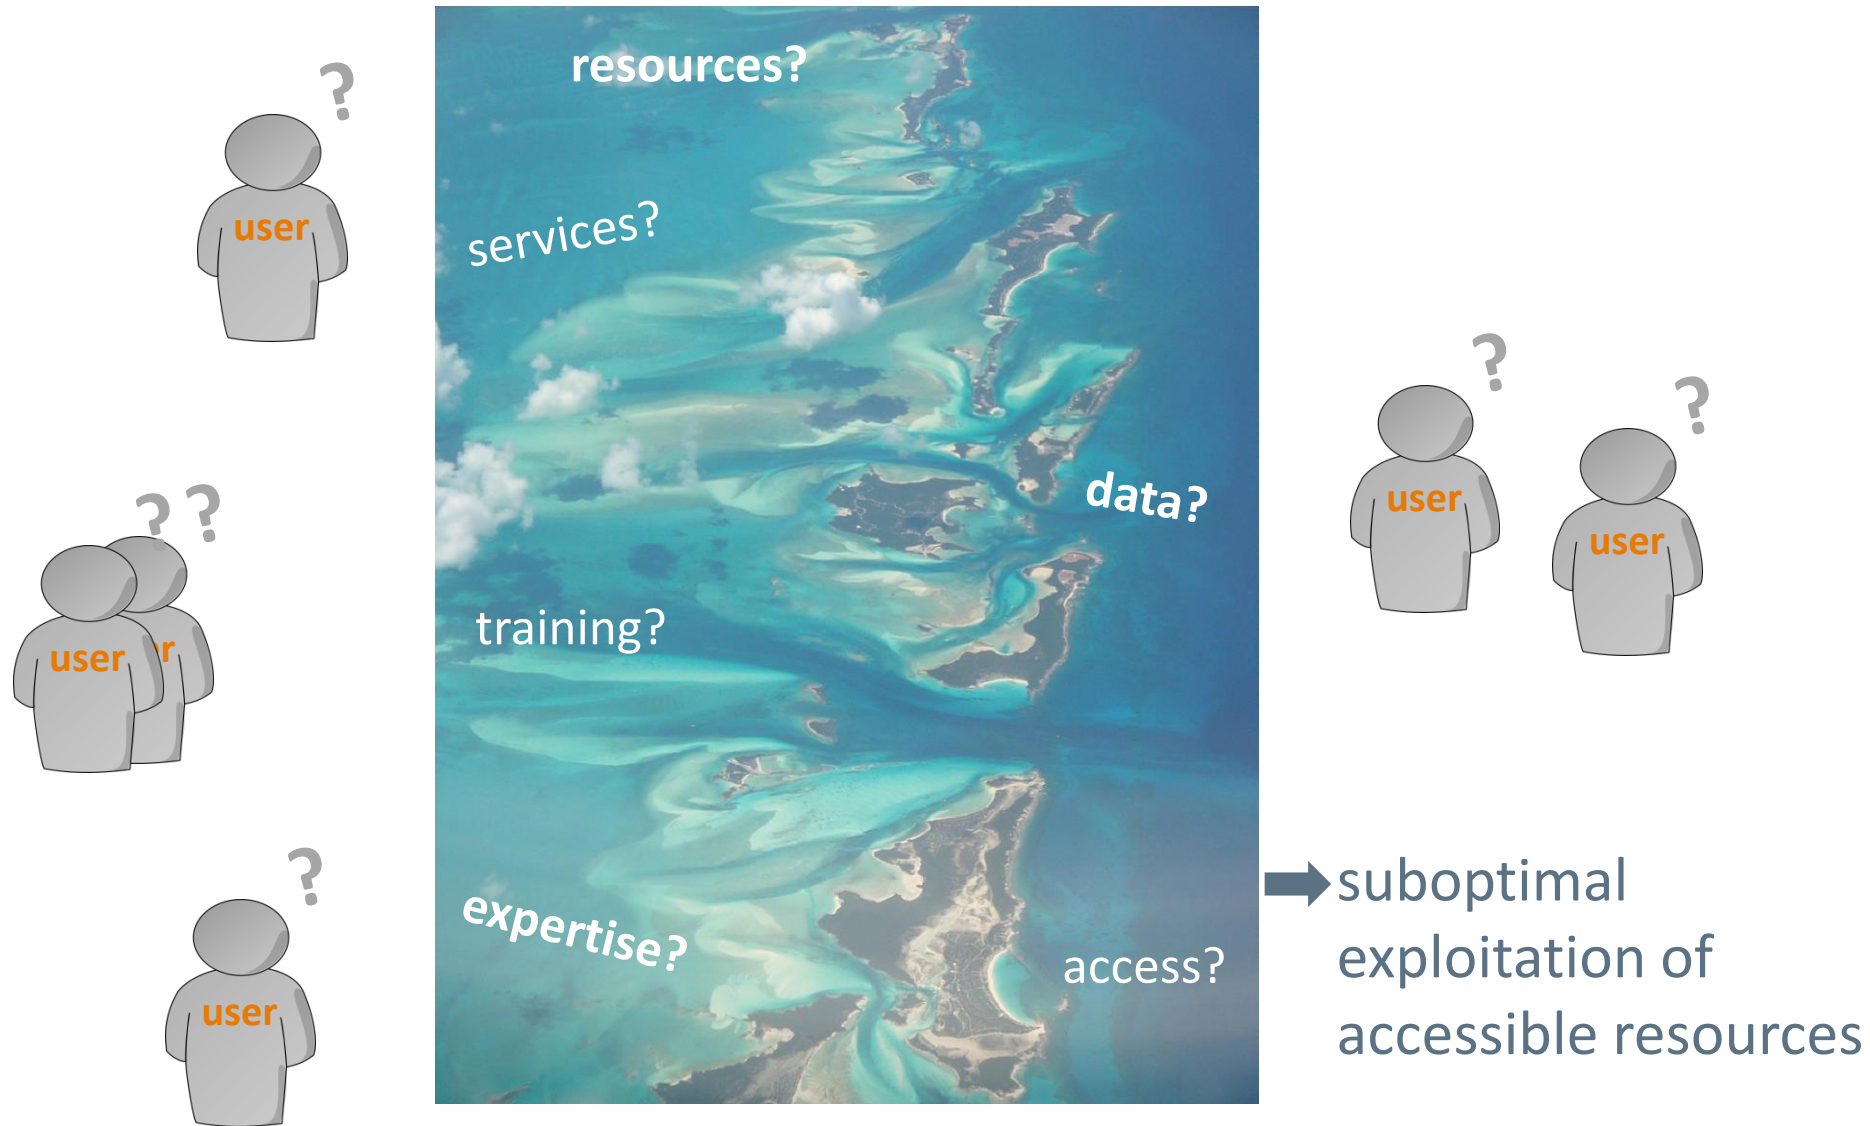 resources?
?
user
services?
?
?
user
user
data?
? ?
user
r
training?
?
user
expertise?
access?
suboptimal
exploitation of
accessible resources